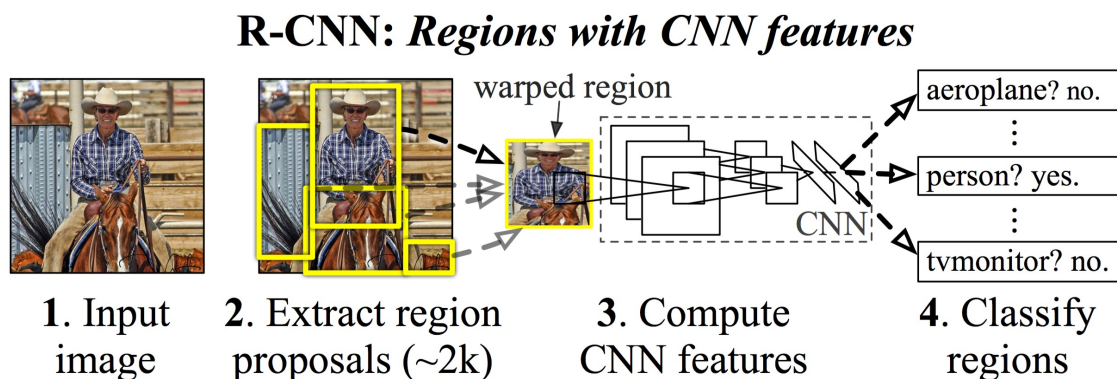 R-CNN: Regions with CNN features
warped region
aeroplane? no.
person? yes.
tvmonitor? no.
CNN
1. Input
image
2. Extract region
proposals (~2k)
3. Compute
CNN features
4. Classify
regions